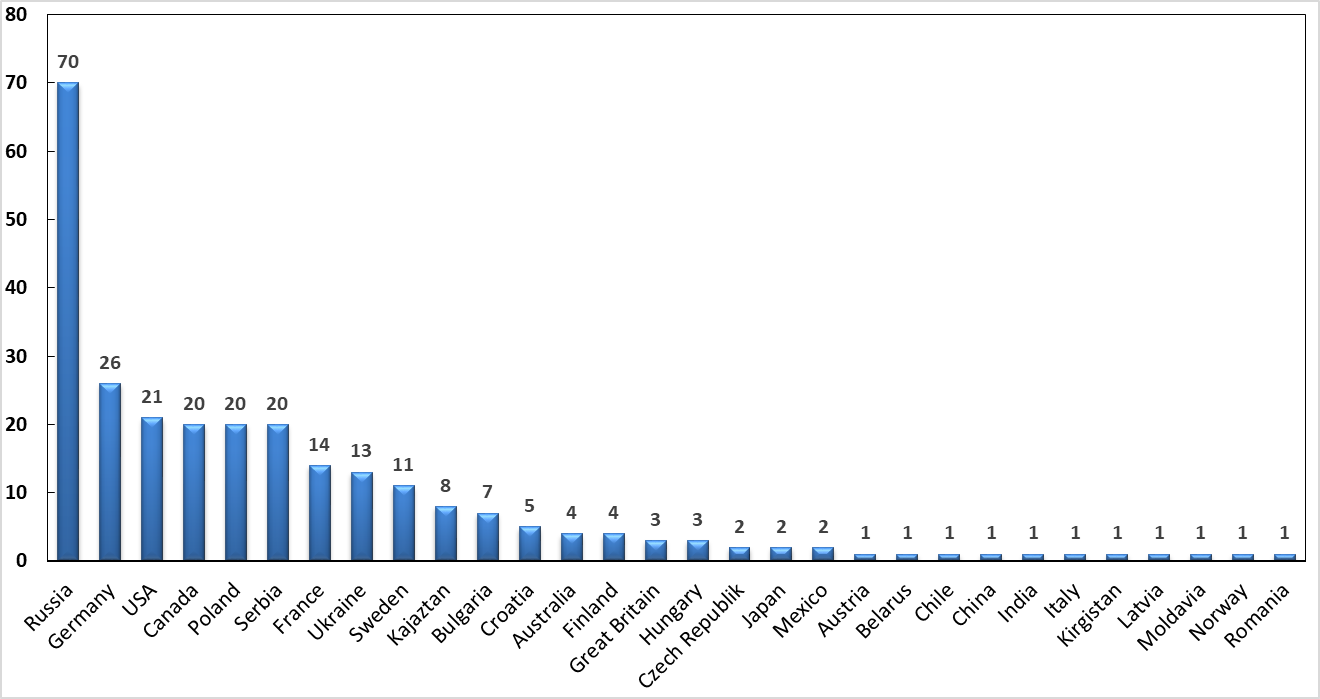 80
70
60
50
40
30
20
10
0
70
26
21
20
20
20
14
13
11
8
7
5
4
4
3
3
2
2
2
1
1
1
1
1
1
1
1
1
1
1
Russia
Germany
USA
Canada
Poland
Serbia
France
Ukraine
Sweden
Kajaztan
Bulgaria
Croatia
Australia
Finland
Great Britain
Hungary
Czech Republik
Japan
Mexico
Austria
Belarus
Chile
China
India
Italy
Kirgistan
Latvia
Moldavia
Norway
Romania